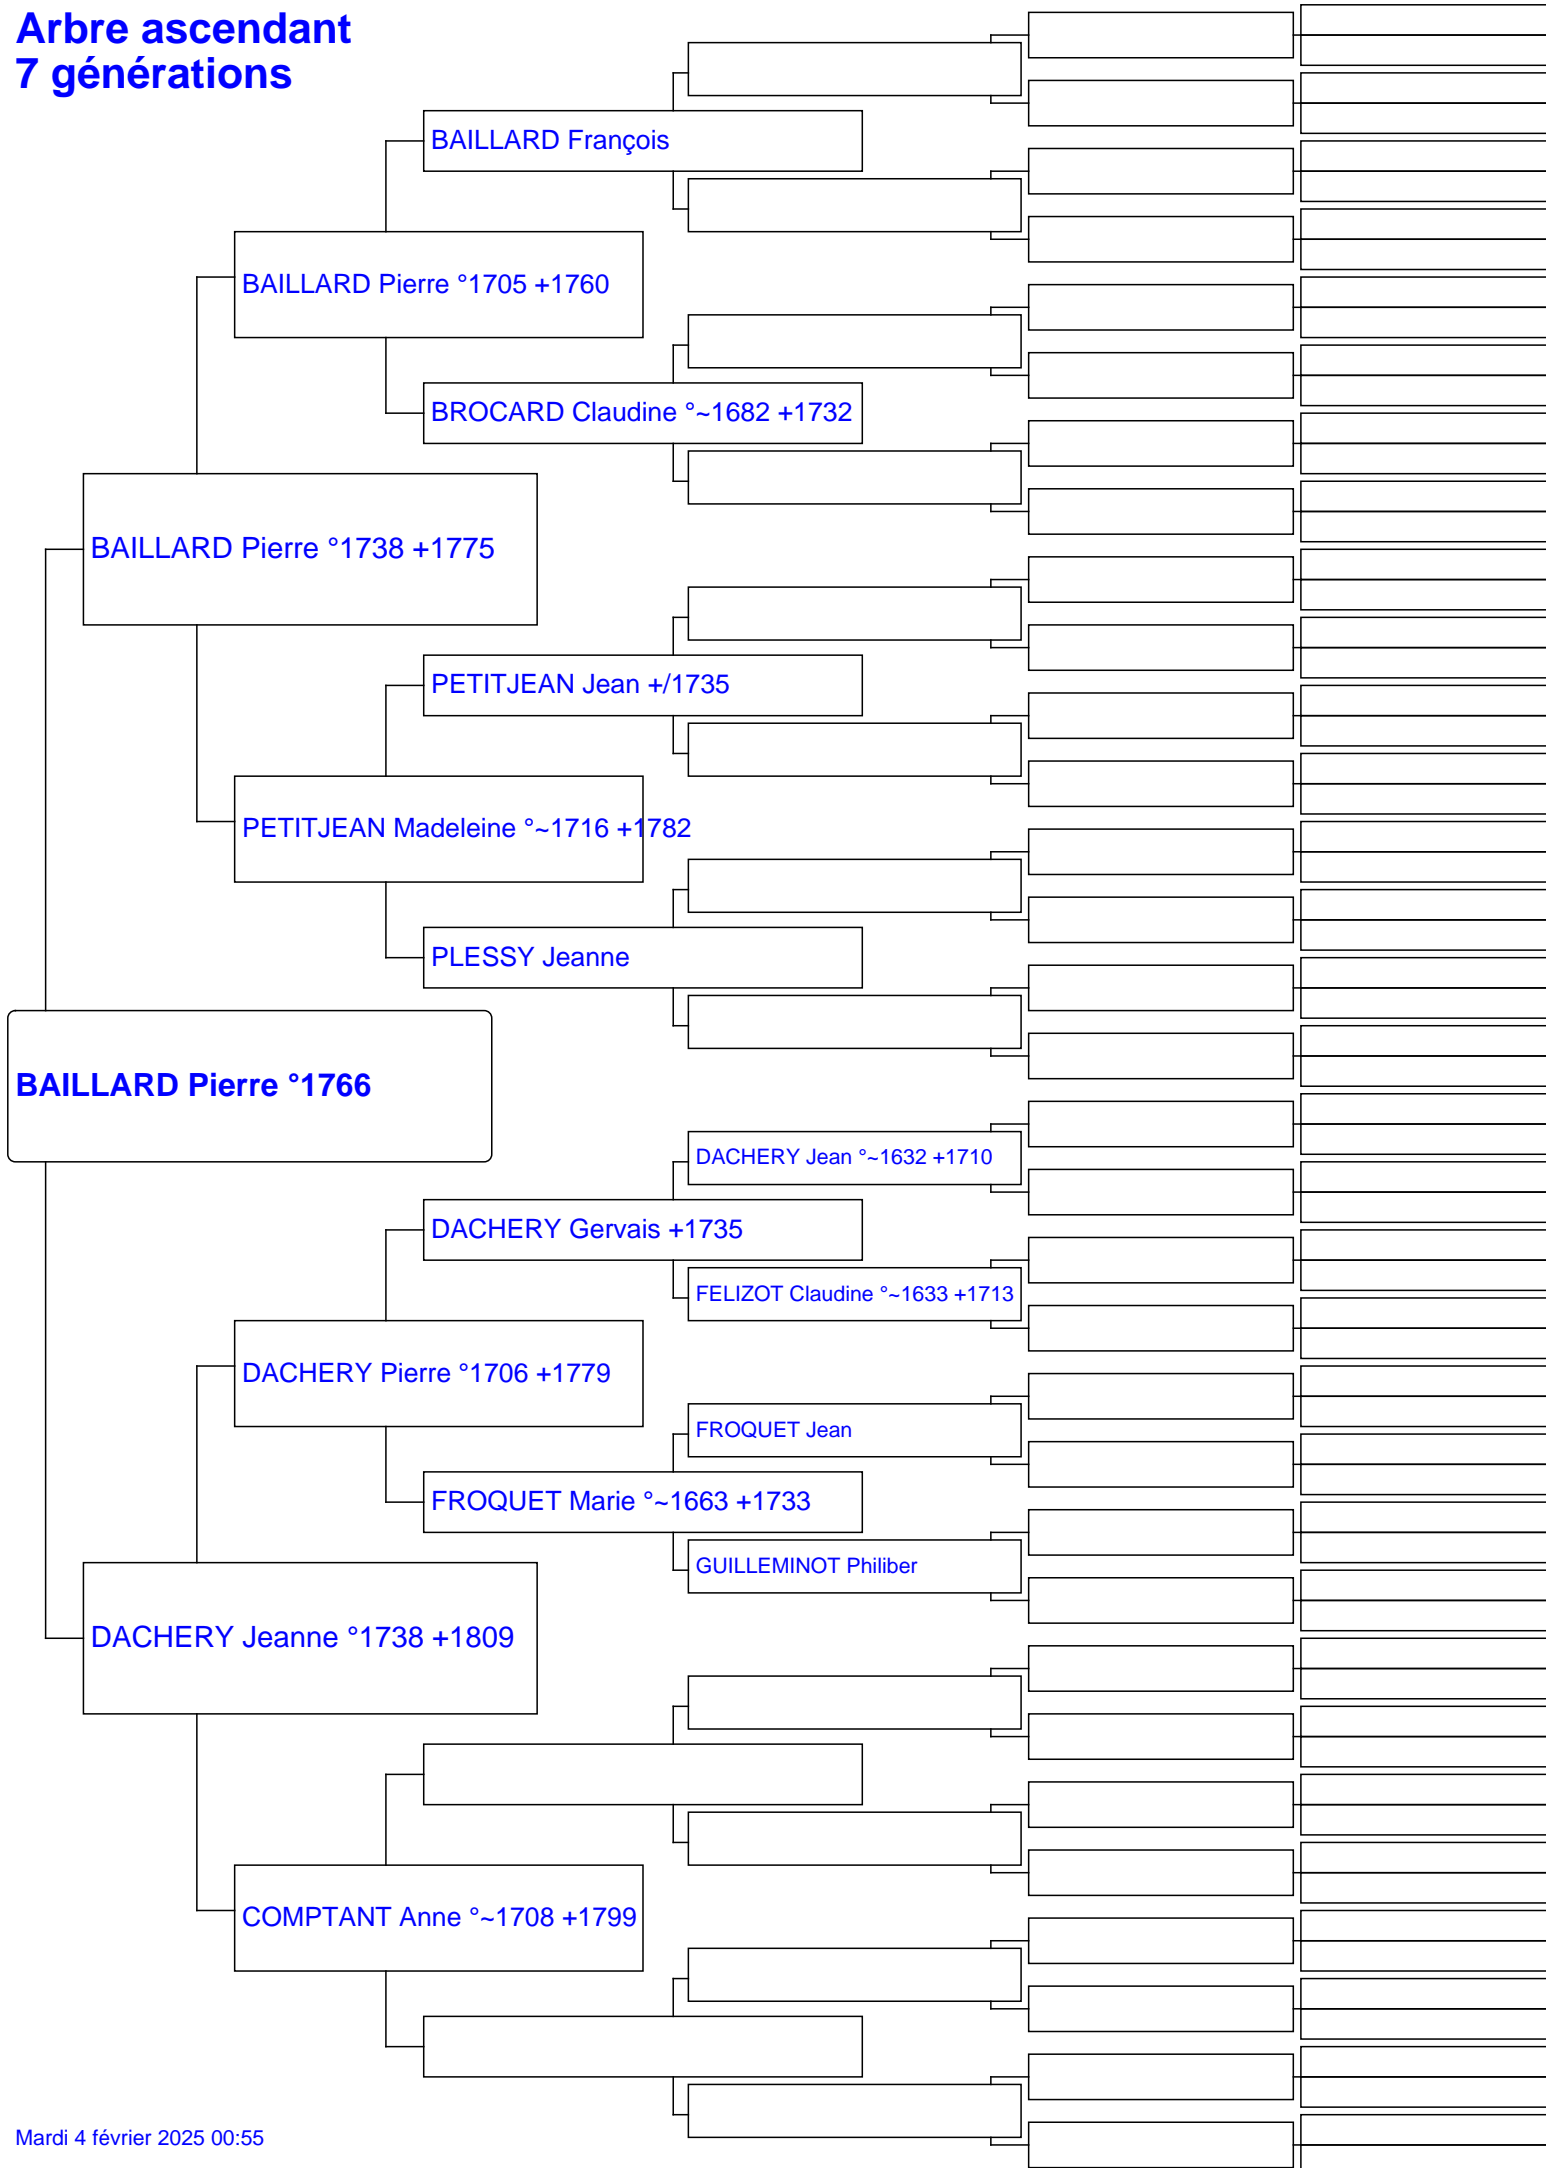 Arbre ascendant
7 générations
BAILLARD François
BAILLARD Pierre °1705 +1760
BROCARD Claudine °~1682 +1732
BAILLARD Pierre °1738 +1775
PETITJEAN Jean +/1735
PETITJEAN Madeleine °~1716 +1782
PLESSY Jeanne
BAILLARD Pierre °1766
DACHERY Jean °~1632 +1710
DACHERY Gervais +1735
FELIZOT Claudine °~1633 +1713
DACHERY Pierre °1706 +1779
FROQUET Jean
FROQUET Marie °~1663 +1733
GUILLEMINOT Philiber
DACHERY Jeanne °1738 +1809
COMPTANT Anne °~1708 +1799
Mardi 4 février 2025 00:55